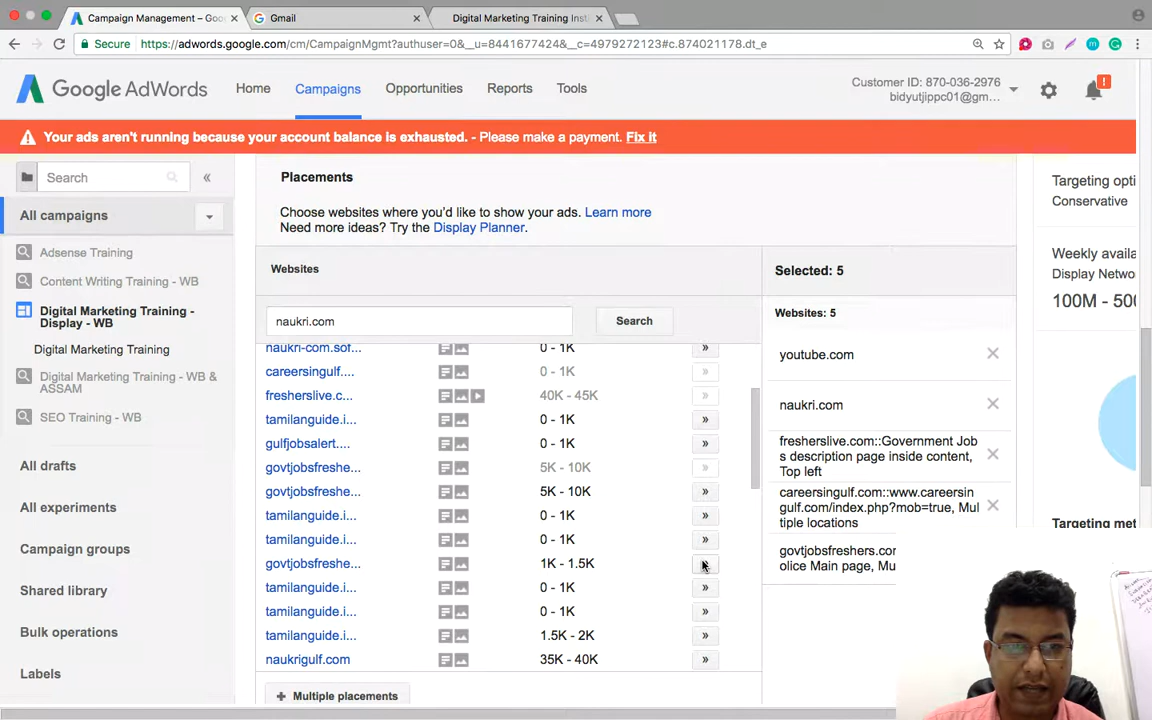 Campaign Management – Goo
Gmail
Digital Marketing Training Inst
Secure
https://adwords.google.com/cm/CampaignMgmt?authuser=0&__u=8441677424&__c=4979272123#c.874021178.dt_e
Google AdWords
Home
Campaigns
Opportunities
Reports
Tools
Customer ID: 870-036-2976
bidyutjippc01@gm...
Your ads aren't running because your account balance is exhausted. - Please make a payment. Fix it
Search
«
All campaigns
Adsense Training
Content Writing Training - WB
Digital Marketing Training -
Display - WB
Digital Marketing Training
Digital Marketing Training - WB &
ASSAM
SEO Training - WB
All drafts
All experiments
Campaign groups
Shared library
Bulk operations
Labels
Placements
Choose websites where you'd like to show your ads. Learn more
Need more ideas? Try the Display Planner.
Websites
naukri.com
Search
naukri-com.sof... 0 - 1K »
careersingulf.... 0 - 1K »
fresherslive.c... 40K - 45K »
tamilanguide.i... 0 - 1K »
gulfjobsalert.... 0 - 1K »
govtjobsfreshe... 5K - 10K »
govtjobsfreshe... 5K - 10K »
tamilanguide.i... 0 - 1K »
tamilanguide.i... 0 - 1K »
govtjobsfreshe... 1K - 1.5K
tamilanguide.i... 0 - 1K »
tamilanguide.i... 0 - 1K »
tamilanguide.i... 1.5K - 2K »
naukrigulf.com 35K - 40K »
+ Multiple placements
Selected: 5
Websites: 5
youtube.com
naukri.com
fresherslive.com::Government Job
s description page inside content,
Top left
careersingulf.com::www.careersin
gulf.com/index.php?mob=true, Mul
tiple locations
govtjobsfreshers.com
olice Main page, Mu
Targeting opti
Conservative
Weekly availa
Display Netwo
100M - 500
Targeting met